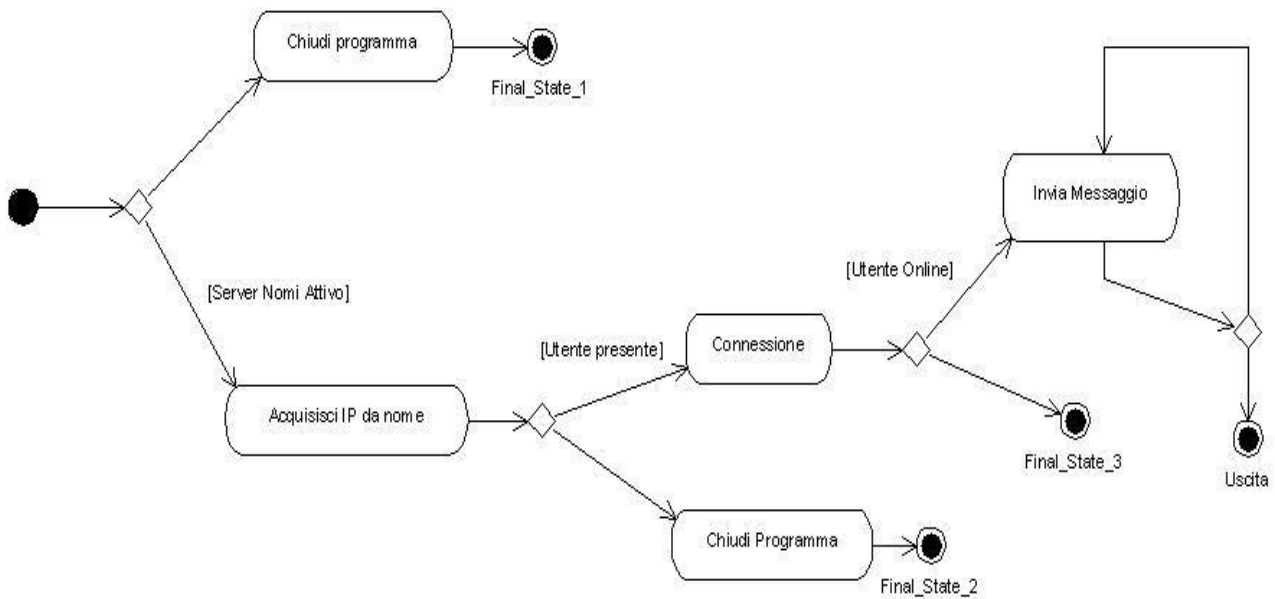 Chiudi programma
Final_State_1
Invia Messaggio
[Utente Online]
[Server Nomi Attivo]
[Utente presente]
Connessione
Acquisisci IP da nome
Final_State_3
Uscita
Chiudi Programma
Final_State_2